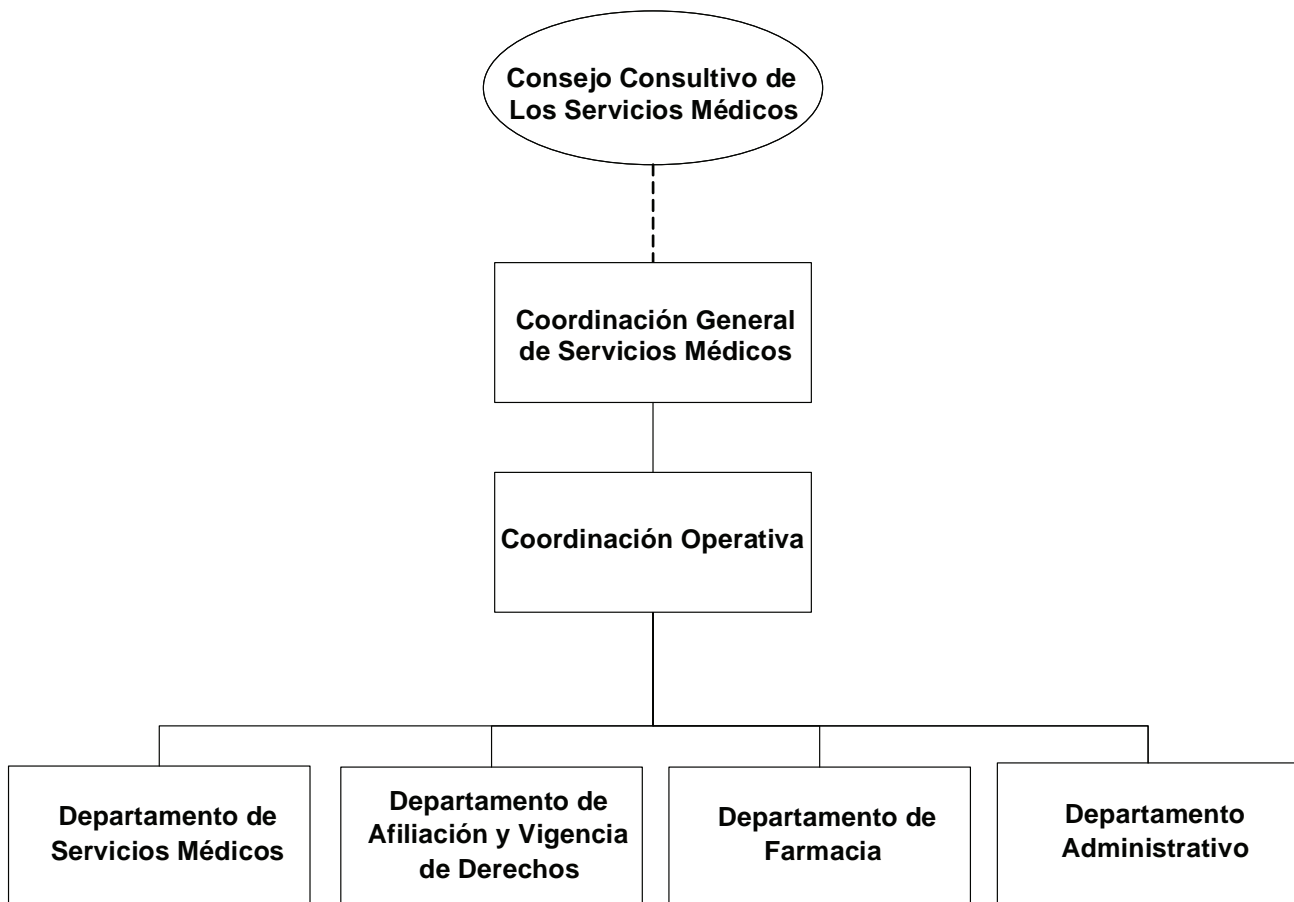 Consejo Consultivo de
Los Servicios Médicos
Coordinación General
de Servicios Médicos
Coordinación Operativa
Departamento de
Servicios Médicos
Departamento de
Afiliación y Vigencia
de Derechos
Departamento de
Farmacia
Departamento
Administrativo